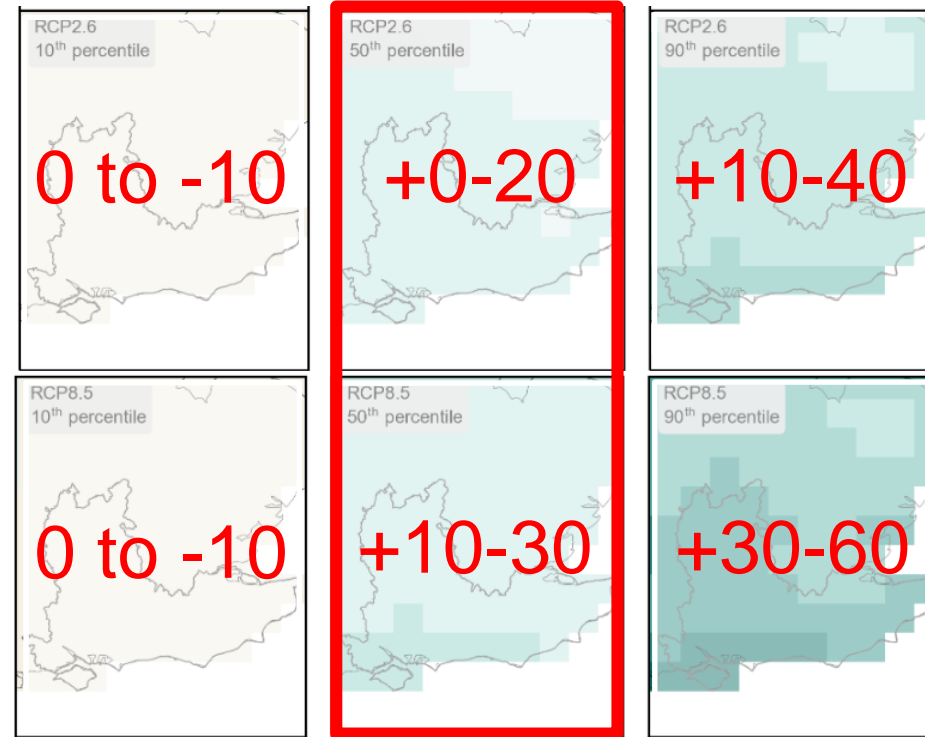 RCP2.6
10th percentile
0 to -10
RCP2.6
50th percentile
+0-20
RCP2.6
90th percentile
+10-40
RCP8.5
10th percentile
0 to -10
RCP8.5
50th percentile
+10-30
RCP8.5
90th percentile
+30-60